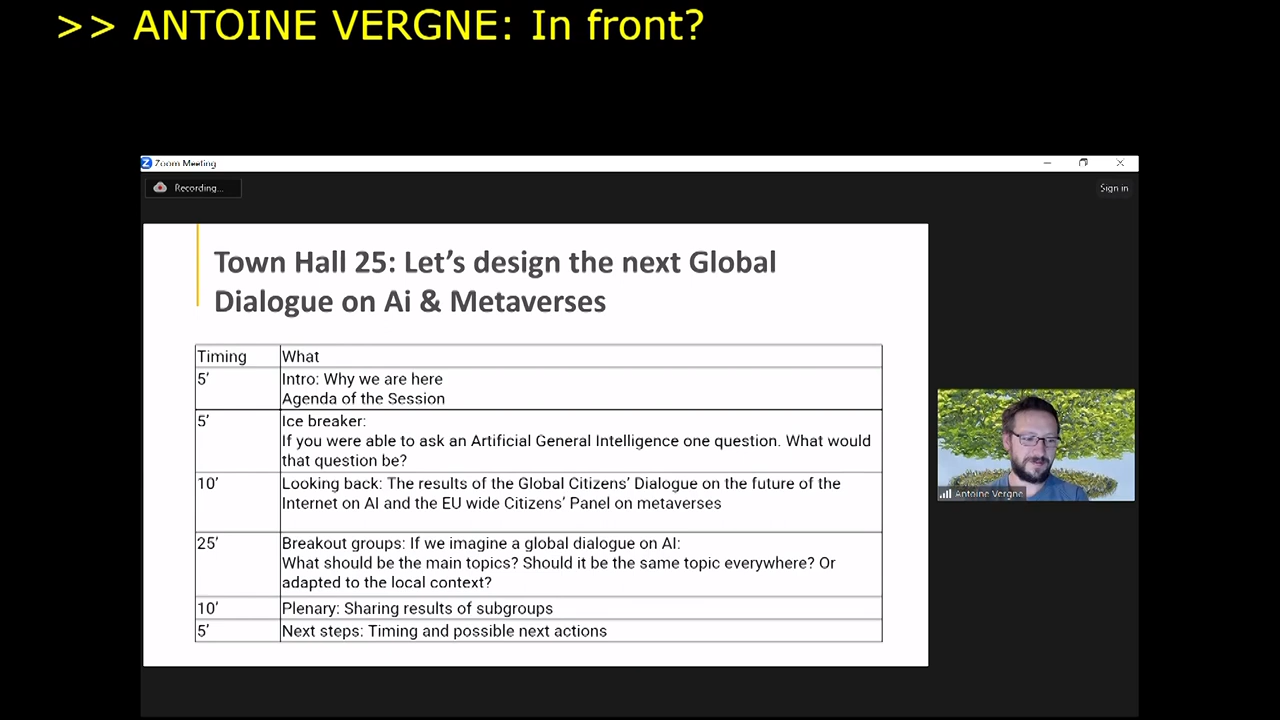 >> ANTOINE VERGNE: In front?
Zoom Meeting
Recording...
Sign in
Town Hall 25: Let's design the next Global
Dialogue on Ai & Metaverses
Timing What
5’ Intro: Why we are here
Agenda of the Session
5’ Ice breaker:
If you were able to ask an Artificial General Intelligence one question. What would
that question be?
10’ Looking back: The results of the Global Citizens’ Dialogue on the future of the
Internet on AI and the EU wide Citizens’ Panel on metaverses
25’ Breakout groups: If we imagine a global dialogue on AI:
What should be the main topics? Should it be the same topic everywhere? Or
adapted to the local context?
10’ Plenary: Sharing results of subgroups
5’ Next steps: Timing and possible next actions
Antoine Vergne